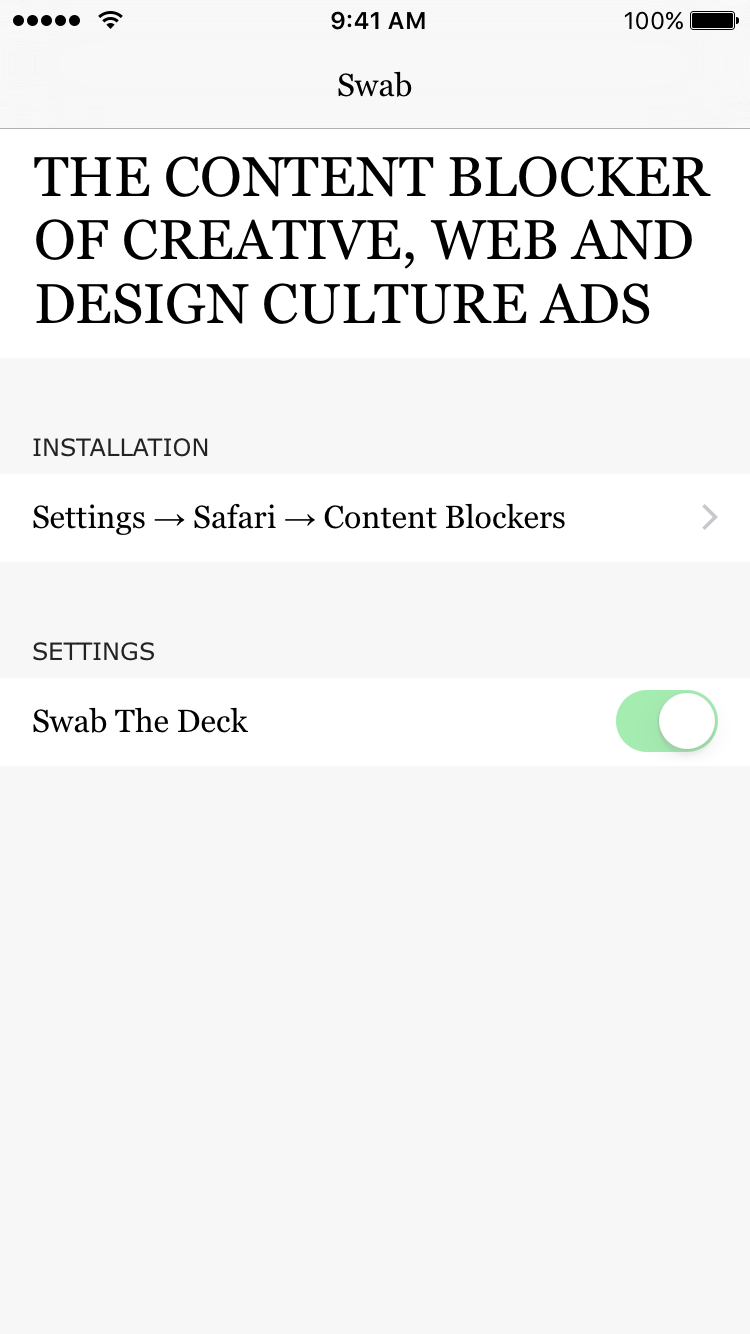 9:41 AM 100%
Swab
THE CONTENT BLOCKER
OF CREATIVE, WEB AND
DESIGN CULTURE ADS
INSTALLATION
Settings → Safari → Content Blockers
SETTINGS
Swab The Deck